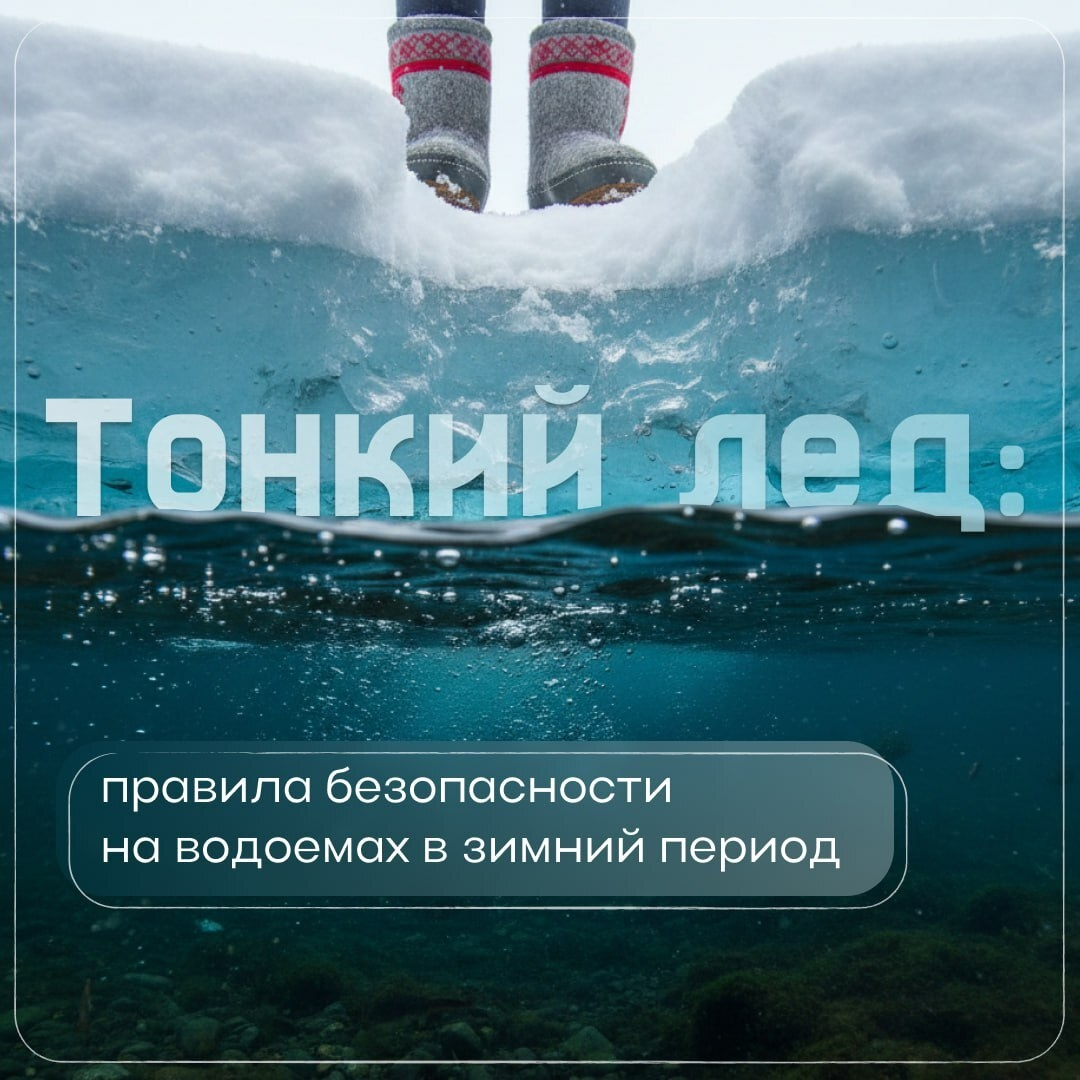 Тонкий лед:
правила безопасности
на водоемах в зимний период